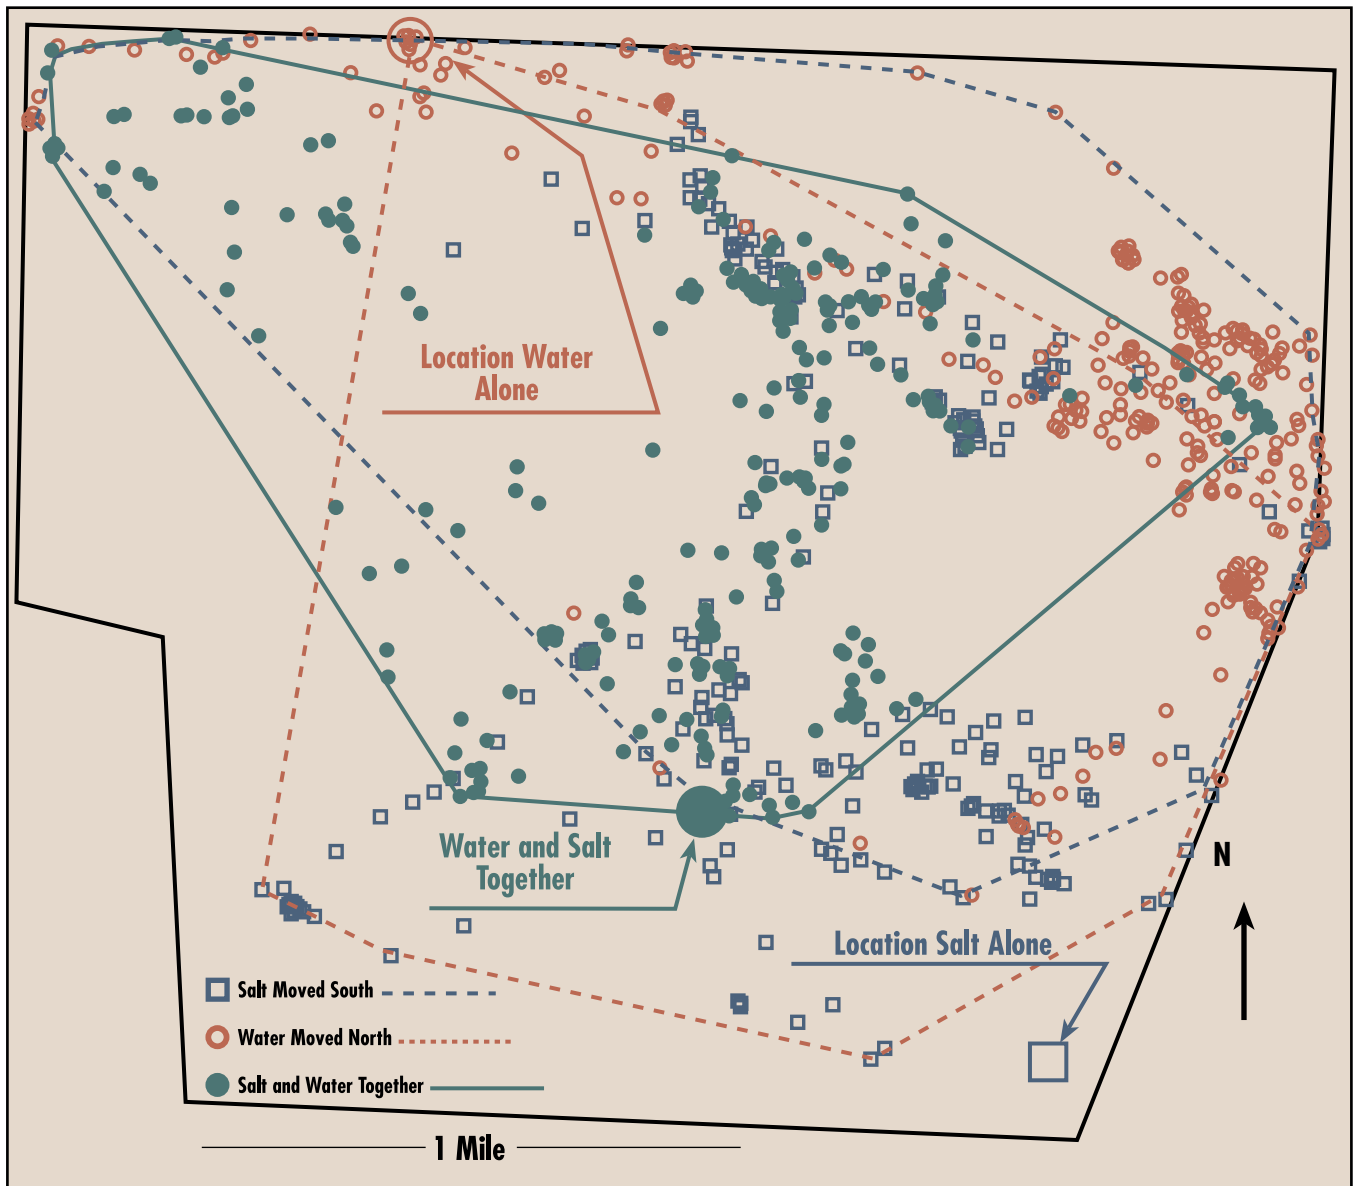 Location Water
Alone
Water and Salt
Together
N
Location Salt Alone
Salt Moved South
Water Moved North
Salt and Water Together
1 Mile